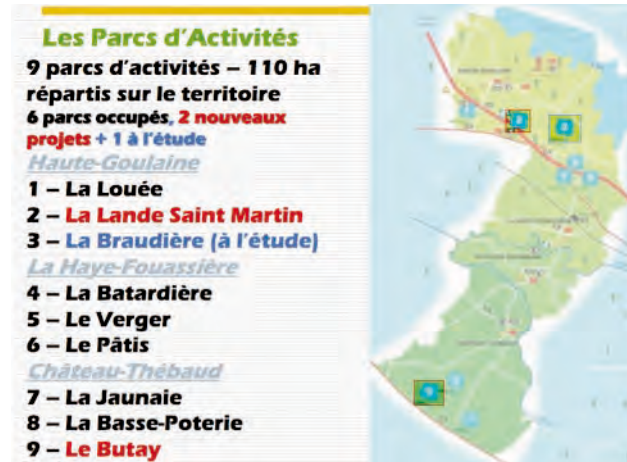 Les Parcs d'Activités
9 parcs d'activités – 110 ha
répartis sur le territoire
6 parcs occupés, 2 nouveaux
projets + 1 à l'étude
Haute-Goulaine
1 – La Louée
2 – La Lande Saint Martin
3 – La Braudière (à l'étude)
La Haye-Fouassière
4 – La Batardière
5 – Le Verger
6 – Le Pâtis
Château-Thébaud
7 – La Jaunaie
8 – La Basse-Poterie
9 – Le Butay
2
3
9